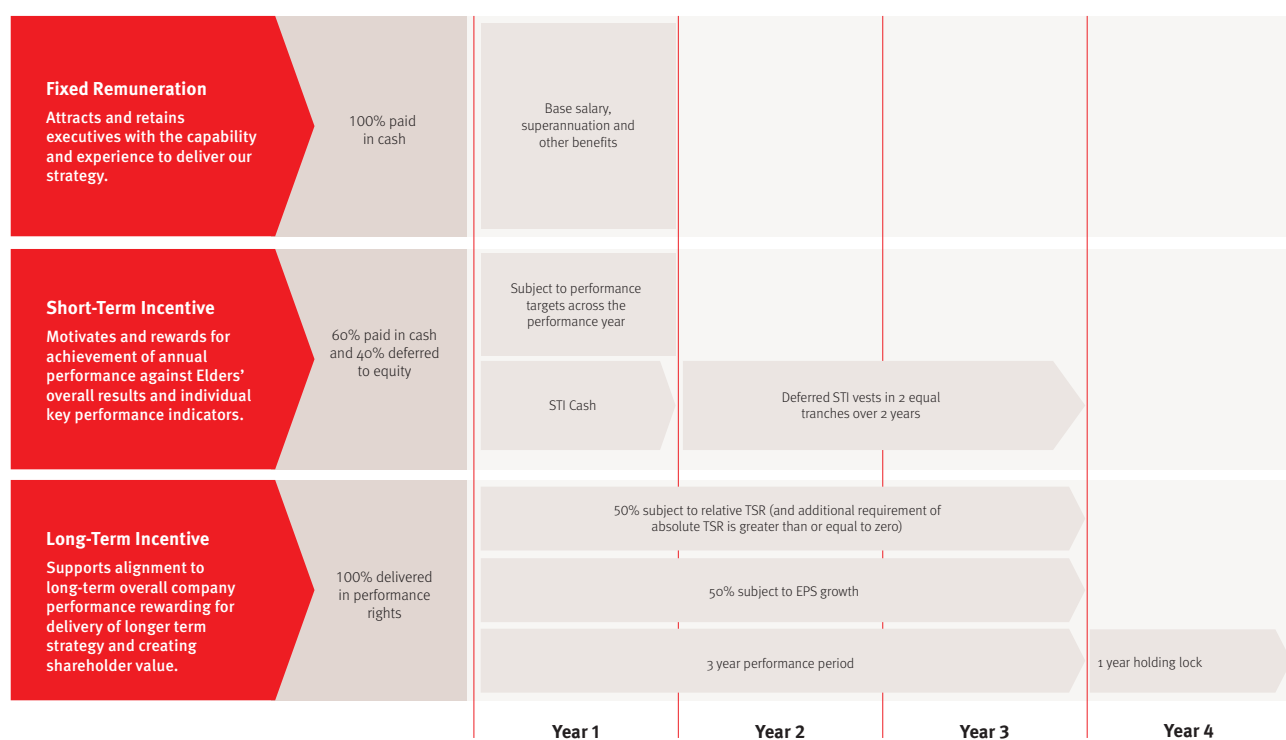 Fixed Remuneration
Attracts and retains
executives with the capability
and experience to deliver our
strategy.
100% paid
in cash
Base salary,
superannuation and
other benefits
Short-Term Incentive
Motivates and rewards for
achievement of annual
performance against Elders’
overall results and individual
key performance indicators.
60% paid in cash
and 40% deferred
to equity
Subject to performance
targets across the
performance year
STI Cash
Deferred STI vests in 2 equal
tranches over 2 years
Long-Term Incentive
Supports alignment to
long-term overall company
performance rewarding for
delivery of longer term
strategy and creating
shareholder value.
100% delivered
in performance
rights
50% subject to relative TSR (and additional requirement of
absolute TSR is greater than or equal to zero)
50% subject to EPS growth
3 year performance period
1 year holding lock
Year 1
Year 2
Year 3
Year 4